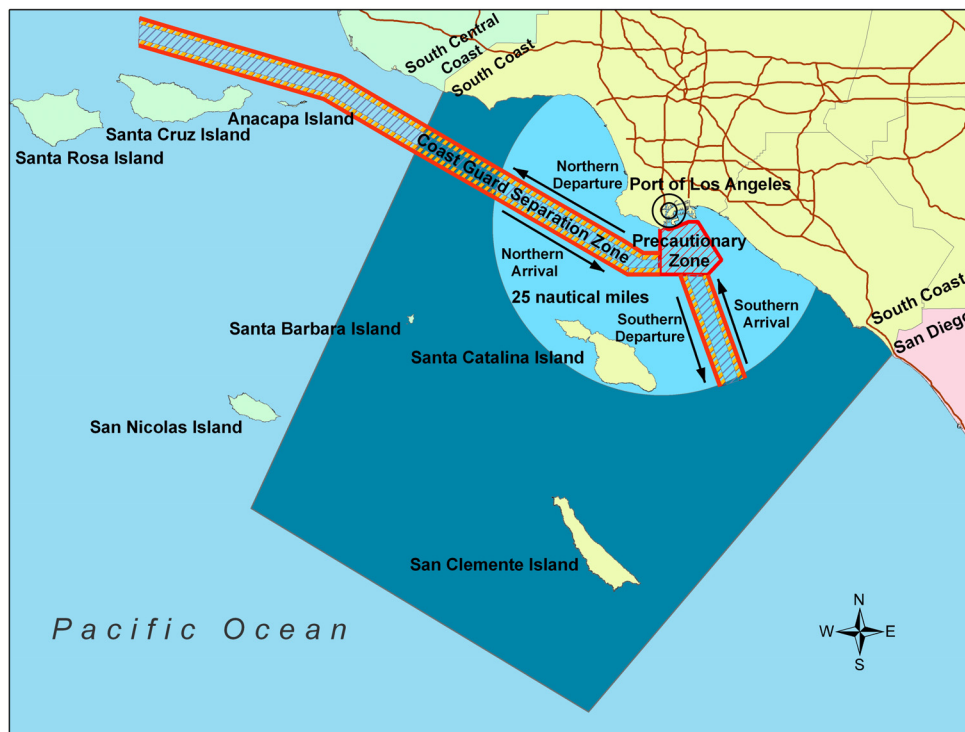 South Central
Coast
South Coast
Anacapa Island
Santa Cruz Island
Santa Rosa Island
Coast Guard Separation Zone
Northern
Departure
Port of Los Angeles
Precautionary
Zone
Northern
Arrival
25 nautical miles
Southern
Departure
Southern
Arrival
South Coast
San Diego
Santa Barbara Island
Santa Catalina Island
San Nicolas Island
San Clemente Island
Pacific Ocean
N
W
E
S